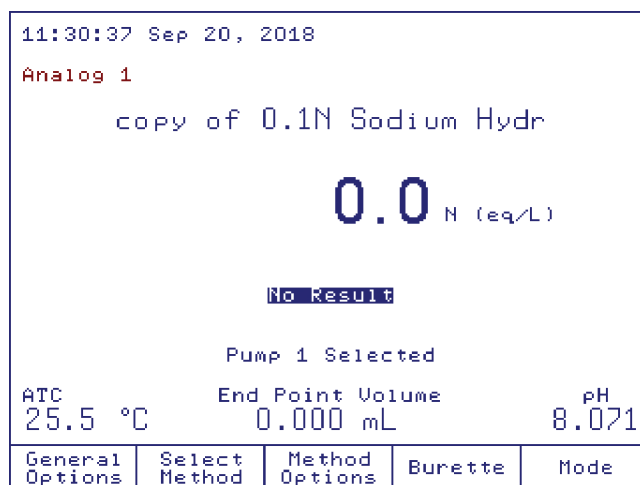 11:30:37 Sep 20, 2018
Analog 1
copy of 0.1N Sodium Hydr
0.0 N (eq/L)
No Result
Pump 1 Selected
ATC End Point Volume pH
25.5 °C 0.000 mL 8.071
General Options Select Method Method Options Burette Mode